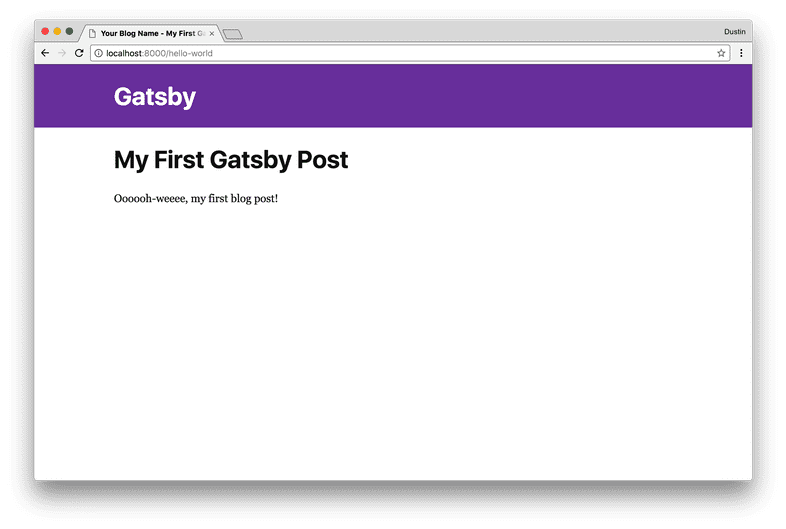 Your Blog Name - My First Ga
Dustin
localhost:8000/hello-world
Gatsby
My First Gatsby Post
Oooooh-weeee, my first blog post!